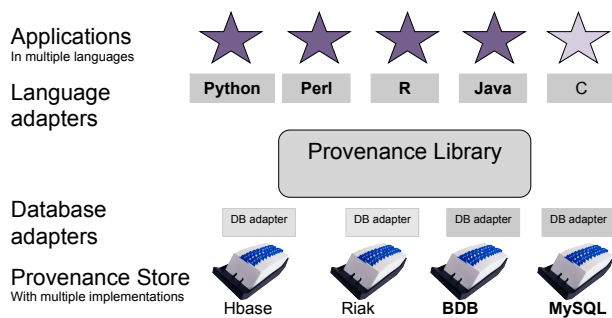 Applications
In multiple languages
Python Perl R Java C
Language
adapters
Provenance Library
Database
adapters
DB adapter DB adapter DB adapter DB adapter
Provenance Store
With multiple implementations
Hbase Riak BDB MySQL